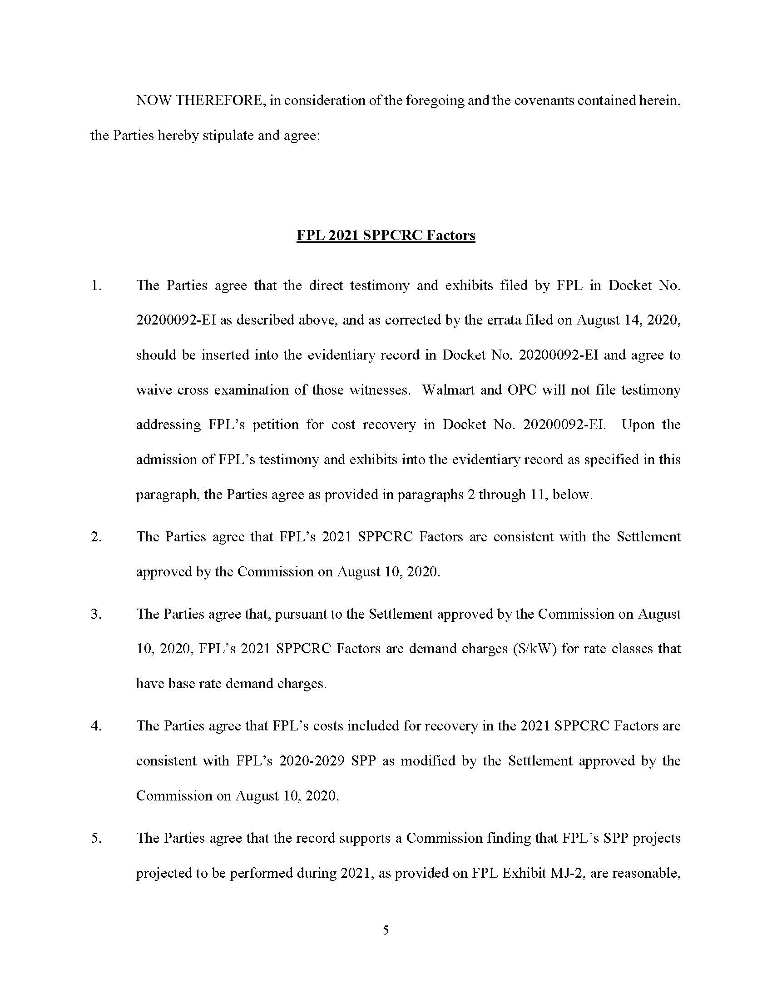 NOW THEREFORE, in consideration of the foregoing and the covenants contained herein,
the Parties hereby stipulate and agree:
FPL 2021 SPPCRC Factors
1. The Parties agree that the direct testimony and exhibits filed by FPL in Docket No.
20200092-EI as described above, and as corrected by the errata filed on August 14, 2020,
should be inserted into the evidentiary record in Docket No. 20200092-EI and agree to
waive cross examination of those witnesses. Walmart and OPC will not file testimony
addressing FPL’s petition for cost recovery in Docket No. 20200092-EI. Upon the
admission of FPL’s testimony and exhibits into the evidentiary record as specified in this
paragraph, the Parties agree as provided in paragraphs 2 through 11, below.
2. The Parties agree that FPL’s 2021 SPPCRC Factors are consistent with the Settlement
approved by the Commission on August 10, 2020.
3. The Parties agree that, pursuant to the Settlement approved by the Commission on August
10, 2020, FPL’s 2021 SPPCRC Factors are demand charges ($/kW) for rate classes that
have base rate demand charges.
4. The Parties agree that FPL’s costs included for recovery in the 2021 SPPCRC Factors are
consistent with FPL’s 2020-2029 SPP as modified by the Settlement approved by the
Commission on August 10, 2020.
5. The Parties agree that the record supports a Commission finding that FPL’s SPP projects
projected to be performed during 2021, as provided on FPL Exhibit MJ-2, are reasonable,
5